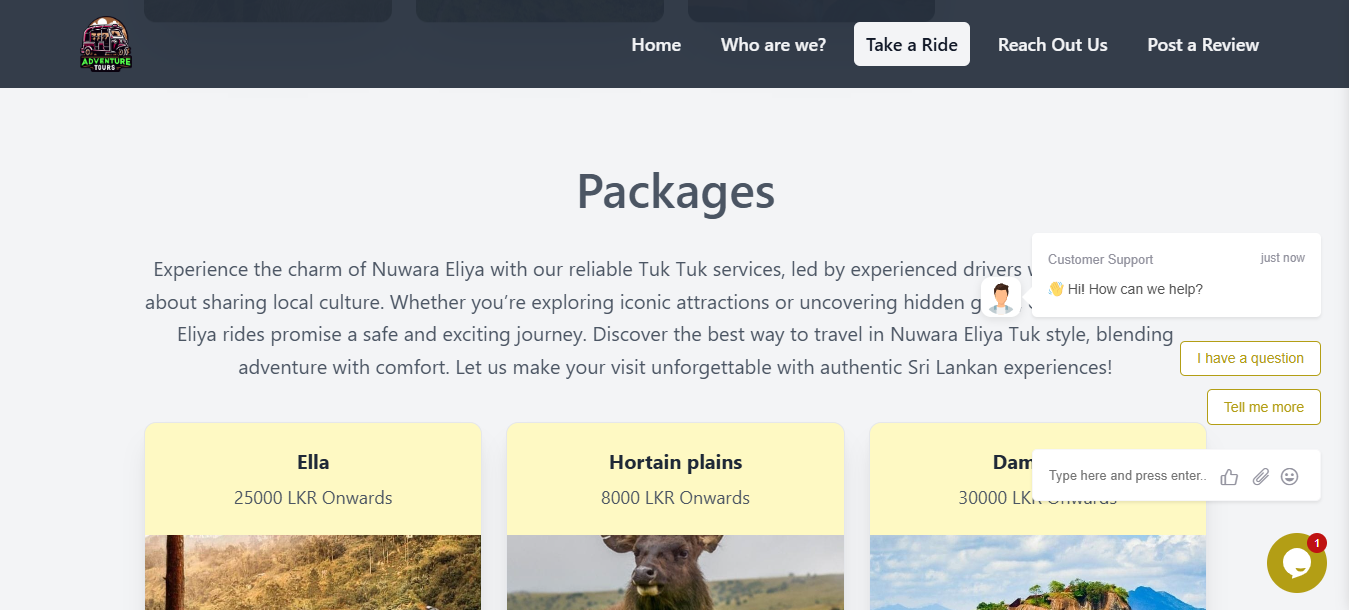 ADVENTURE
TOURS
Home
Who are we?
Take a Ride
Reach Out Us
Post a Review
Packages
Experience the charm of Nuwara Eliya with our reliable Tuk Tuk services, led by experienced drivers
about sharing local culture. Whether you’re exploring iconic attractions or uncovering hidden
Eliya rides promise a safe and exciting journey. Discover the best way to travel in Nuwara Eliya Tuk style, blending
adventure with comfort. Let us make your visit unforgettable with authentic Sri Lankan experiences!
Customer Support
just now
Hi! How can we help?
I have a question
Tell me more
Ella
25000 LKR Onwards
Hortain plains
8000 LKR Onwards
30000 LKR Onwards
Type here and press enter..
1